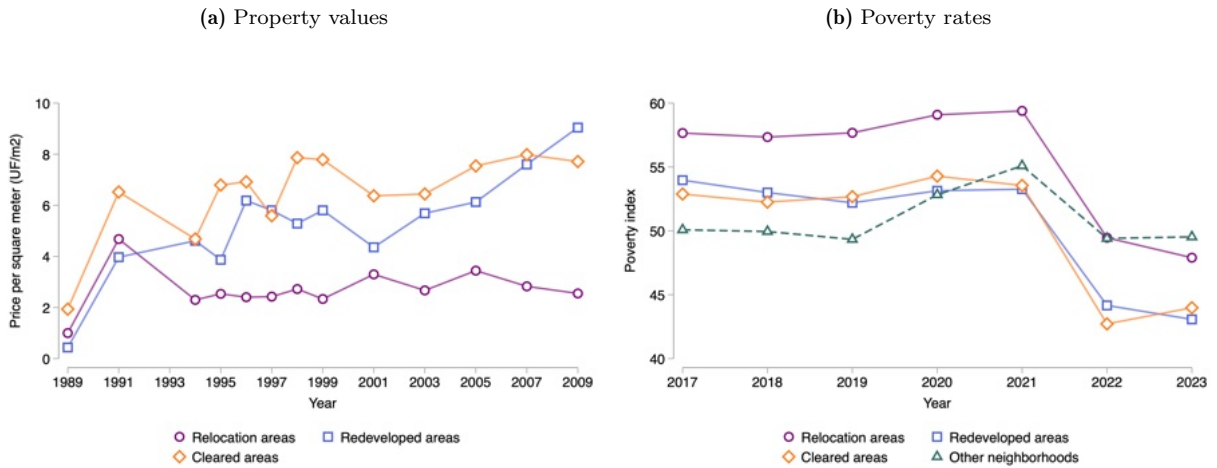 (a) Property values
Price per square meter (UF/m2)
10
8
6
4
2
0
1989 1991 1993 1995 1997 1999 2001 2003 2005 2007 2009
Year
Relocation areas Redeveloped areas
Cleared areas
(b) Poverty rates
Poverty index
60
55
50
45
40
2017 2018 2019 2020 2021 2022 2023
Year
Relocation areas Redeveloped areas
Cleared areas Other neighborhoods